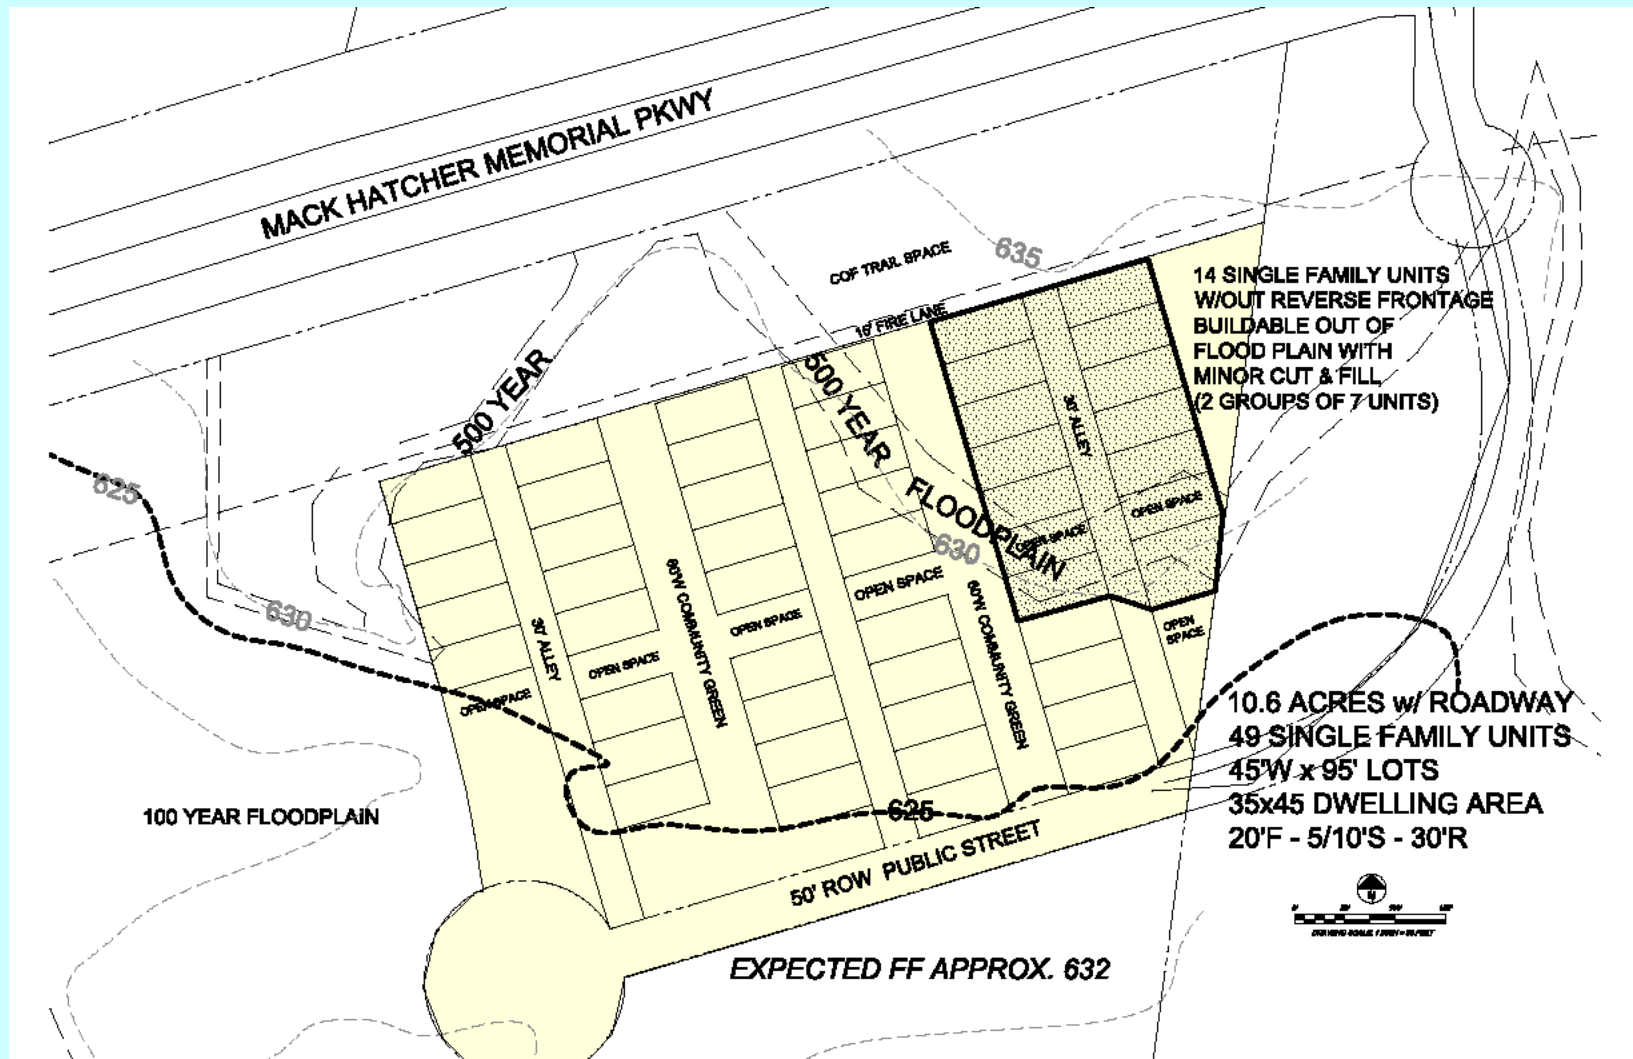 MACK HATCHER MEMORIAL PKWY
COF TRAIL SPACE
635
16' FIRE LANE
14 SINGLE FAMILY UNITS
W/OUT REVERSE FRONTAGE
BUILDABLE OUT OF
FLOOD PLAIN WITH
MINOR CUT & FILL
(2 GROUPS OF 7 UNITS)
500 YEAR
500 YEAR
FLOODPLAIN
30' ALLEY
625
630
630
OPEN SPACE
OPEN SPACE
OPEN SPACE
OPEN SPACE
OPEN SPACE
OPEN SPACE
OPEN
SPACE
30' ALLEY
60'W COMMUNITY GREEN
60'W COMMUNITY GREEN
10.6 ACRES w/ ROADWAY
49 SINGLE FAMILY UNITS
45'W x 95' LOTS
35x45 DWELLING AREA
20'F - 5/10'S - 30'R
100 YEAR FLOODPLAIN
625
50' ROW PUBLIC STREET
EXPECTED FF APPROX. 632